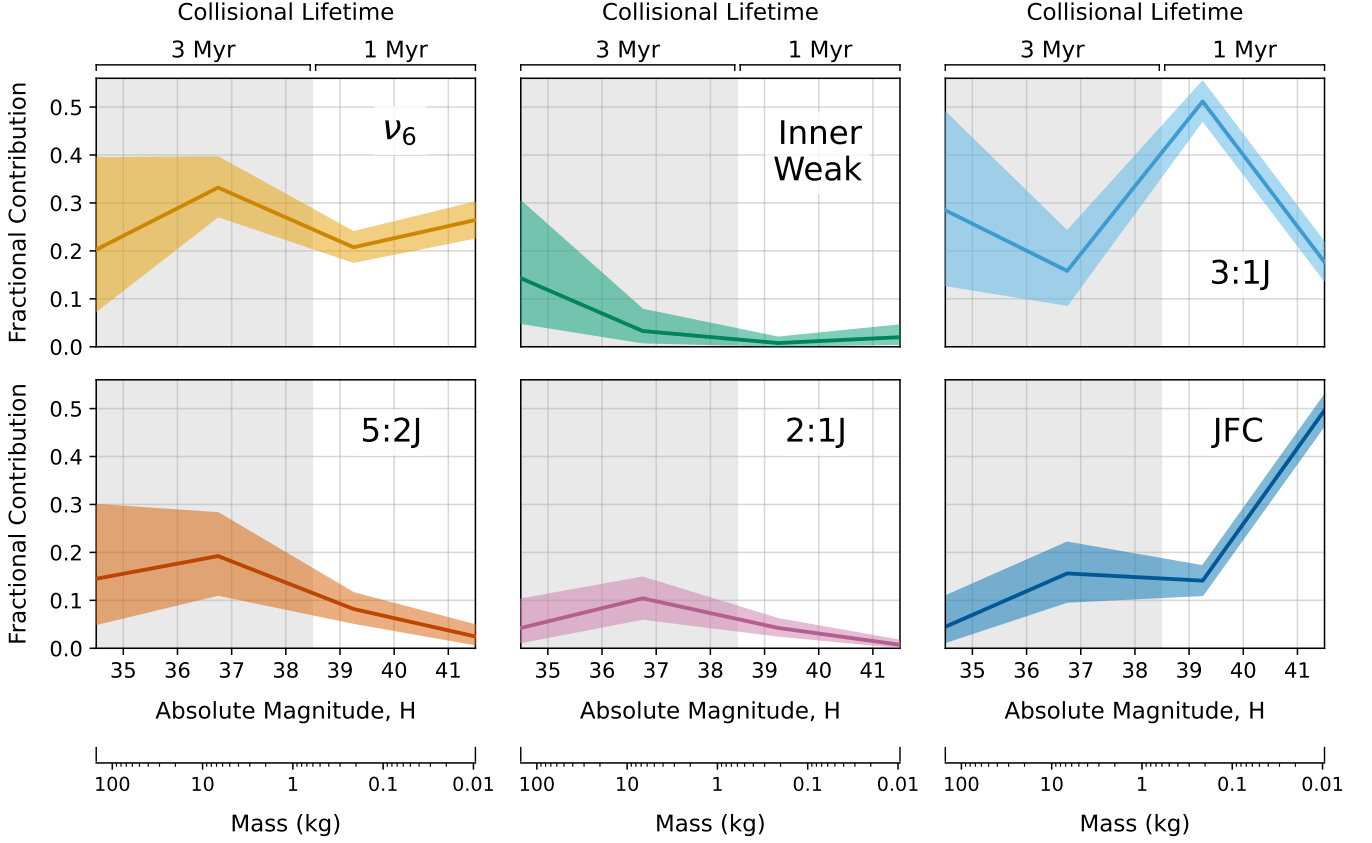 Collisional Lifetime Collisional Lifetime Collisional Lifetime
3 Myr 1 Myr 3 Myr 1 Myr 3 Myr 1 Myr
Fractional Contribution
0.5
0.4
0.3
0.2
0.1
0.0
ν6
Inner
Weak
3:1J
Fractional Contribution
0.5
0.4
0.3
0.2
0.1
0.0
5:2J
2:1J
JFC
35 36 37 38 39 40 41 35 36 37 38 39 40 41 35 36 37 38 39 40 41
Absolute Magnitude, H Absolute Magnitude, H Absolute Magnitude, H
100 10 1 0.1 0.01 100 10 1 0.1 0.01 100 10 1 0.1 0.01
Mass (kg) Mass (kg) Mass (kg)